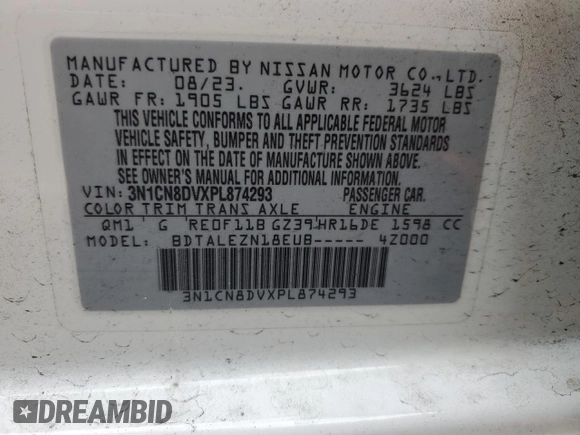 MANUFACTURED BY NISSAN MOTOR CO.,LTD.
DATE: 08/23. GVWR: 3624 LBS
GAWR FR: 1905 LBS GAWR RR: 1735 LBS
THIS VEHICLE CONFORMS TO ALL APPLICABLE FEDERAL MOTOR
VEHICLE SAFETY, BUMPER AND THEFT PREVENTION STANDARDS
IN EFFECT ON THE DATE OF MANUFACTURE SHOWN ABOVE.
SEE OWNER'S MANUAL FOR ADDITIONAL INFORMATION.
VIN: 3N1CN8DVXPL874293 PASSENGER CAR.
COLOR TRIM TRANS AXLE ENGINE
QM1 G RE0F11B GZ39 HR16DE 1598 CC
MODEL: BDTALEZN18EUB----- 4Z000
3N1CN8DVXPL874293
DREAMBID